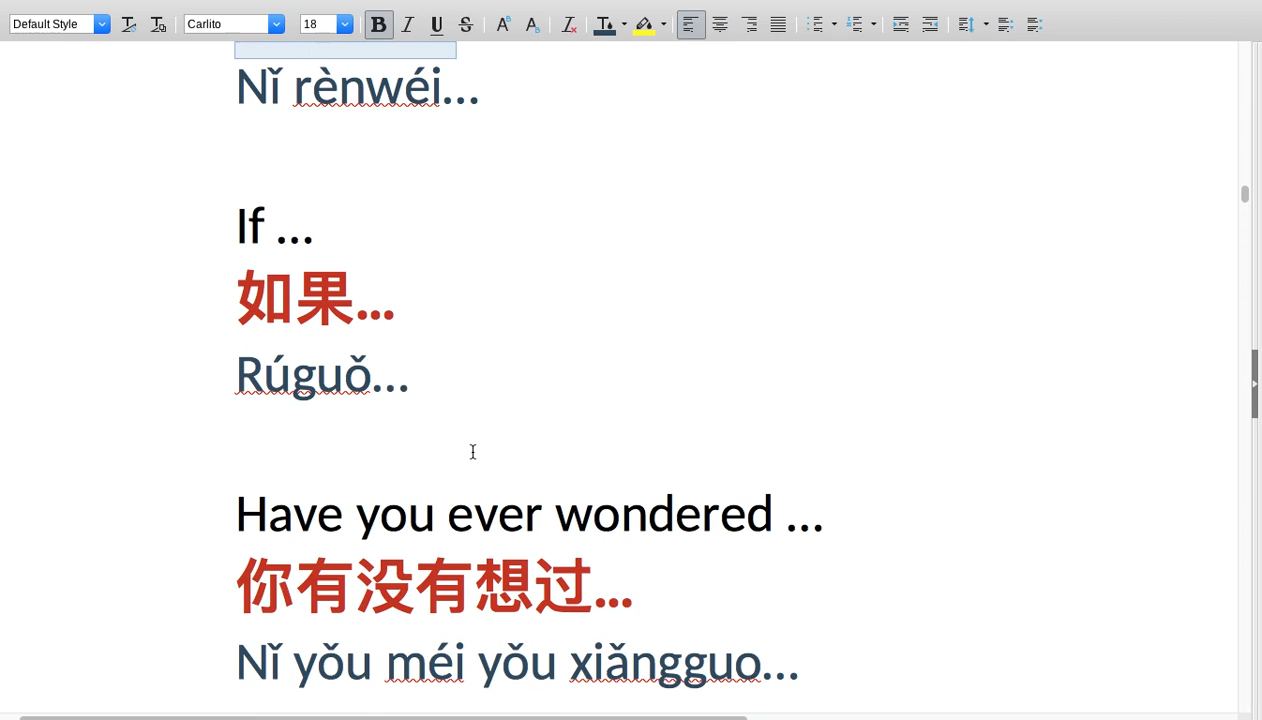 Default Style Carlito 18
Nǐ rènwéi...
If ...
如果...
Rúguǒ...
Have you ever wondered ...
你有没有想过...
Nǐ yǒu méi yǒu xiǎngguo...